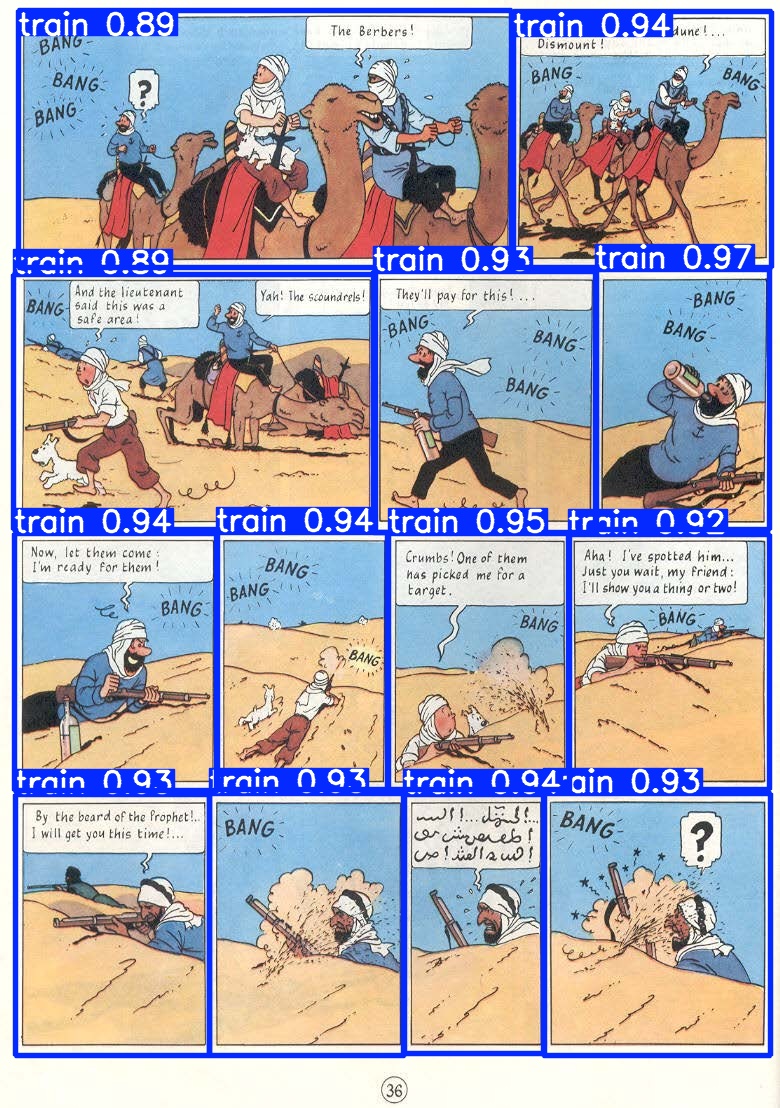 train 0.89
BANG
BANG
BANG
?
The Berbers!
train 0.94
dune!...
Dismount!
BANG
BANG
train 0.89
BANG
And the lieutenant
said this was a
safe area!
Yah! The scoundrels!
train 0.93
They'll pay for this!....
BANG
BANG
BANG
train 0.97
BANG
BANG
train 0.94
Now, let them come:
I'm ready for them!
BANG
train 0.94
BANG
BANG
BANG
train 0.95
Crumbs! One of them
has picked me for a
target.
BANG
train 0.92
Aha! I've spotted him...
Just you wait, my friend:
I'll show you a thing or two!
BANG
train 0.93
By the beard of the Prophet!..
I will get you this time!...
train 0.93
BANG
train 0.94
train 0.93
BANG
?
36